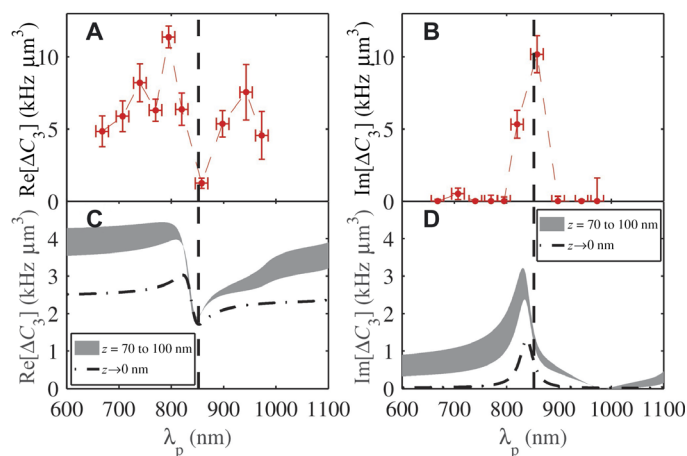 A
B
Re[ΔC₃] (kHz μm³)
10
5
0
Im[ΔC₃] (kHz μm³)
10
5
0
C
D
Re[ΔC₃] (kHz μm³)
4
3
2
1
0
z = 70 to 100 nm
z→0 nm
600 700 800 900 1000 1100
λp (nm)
Im[ΔC₃] (kHz μm³)
4
3
2
1
0
z = 70 to 100 nm
z→0 nm
600 700 800 900 1000 1100
λp (nm)